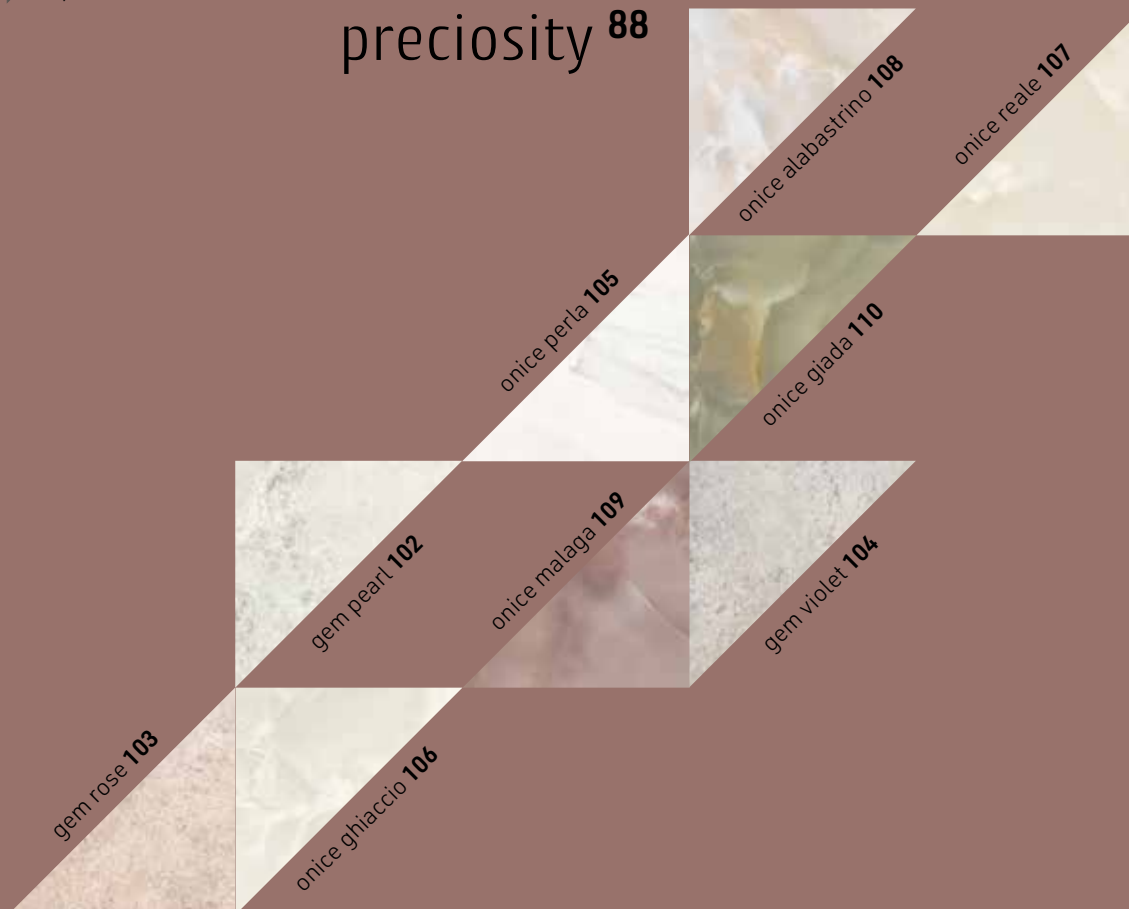 preciosity 88
onice alabastrino 108
onice reale 107
onice perla 105
onice giada 110
gem pearl 102
onice malaga 109
gem violet 104
gem rose 103
onice ghiaccio 106